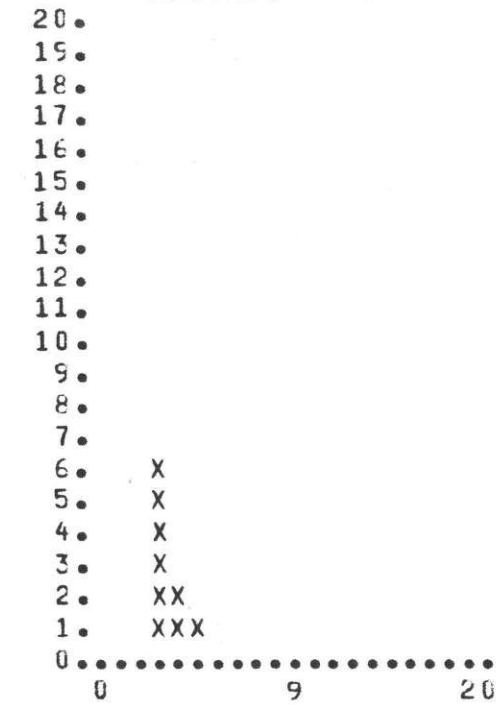 20.
19.
18.
17.
16.
15.
14.
13.
12.
11.
10.
9.
8.
7.
6.    X
5.    X
4.    X
3.    X
2.    XX
1.    XXX
0......................
0 9 20